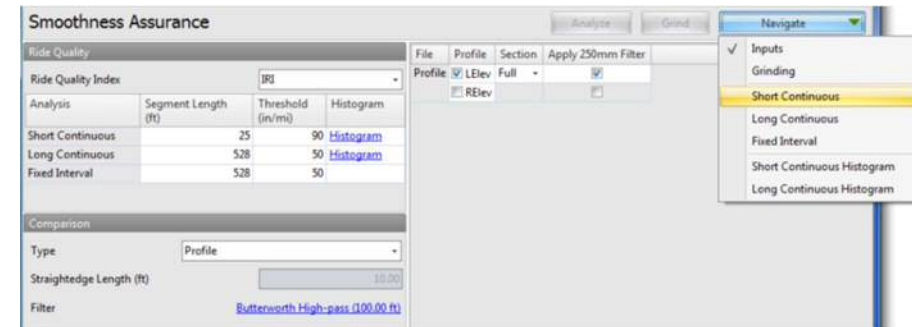 Smoothness Assurance
Analyze Grind Navigate
Ride Quality
Ride Quality Index IRI
Analysis Segment Length (ft) Threshold (in/mi) Histogram
Short Continuous 25 90 Histogram
Long Continuous 528 50 Histogram
Fixed Interval 528 50
Comparison
Type Profile
Straightedge Length (ft) 10.00
Filter Butterworth High-pass (100.00 ft)
File Profile Section Apply 250mm Filter
Profile LElev Full
RElev
Inputs
Grinding
Short Continuous
Long Continuous
Fixed Interval
Short Continuous Histogram
Long Continuous Histogram